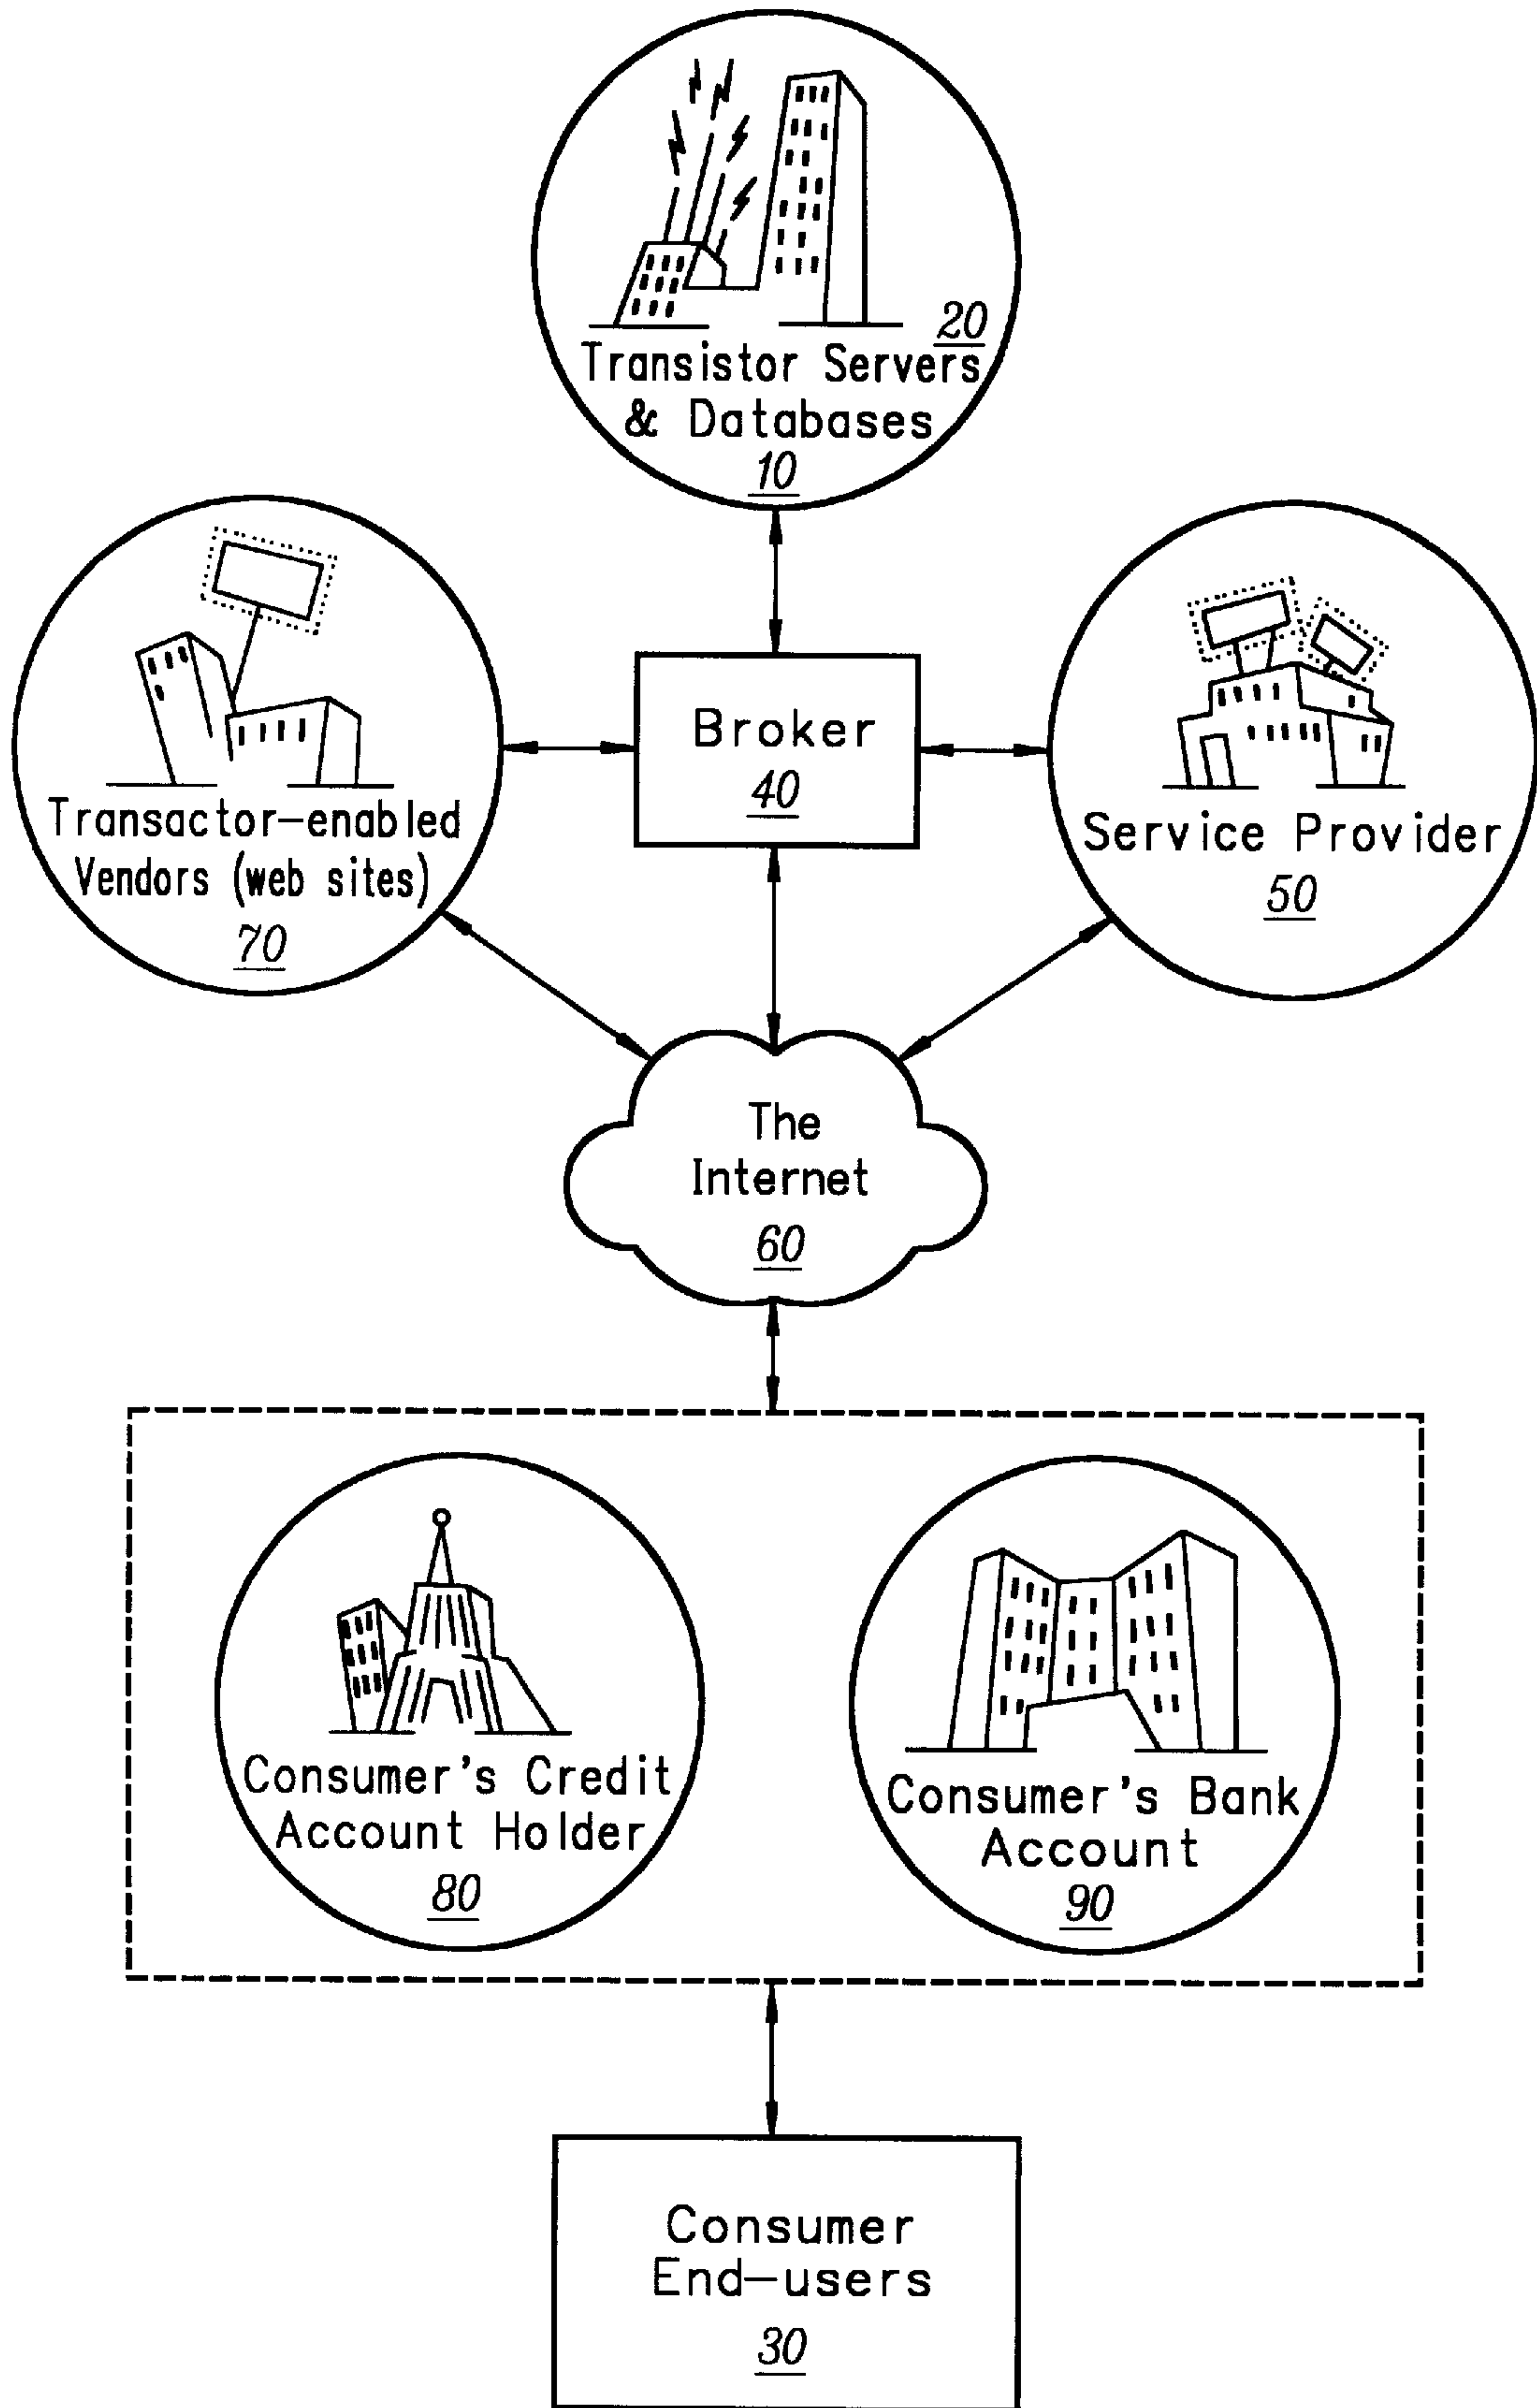 20
Transistor Servers
& Databases
10
Transactor-enabled
Vendors (web sites)
70
Broker
40
Service Provider
50
The
Internet
60
Consumer's Credit
Account Holder
80
Consumer's Bank
Account
90
Consumer
End-users
30